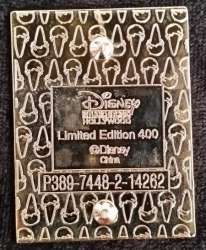 Disney
HOLLYWOOD
Limited Edition 400
©Disney
China
P389-7448-2-14262